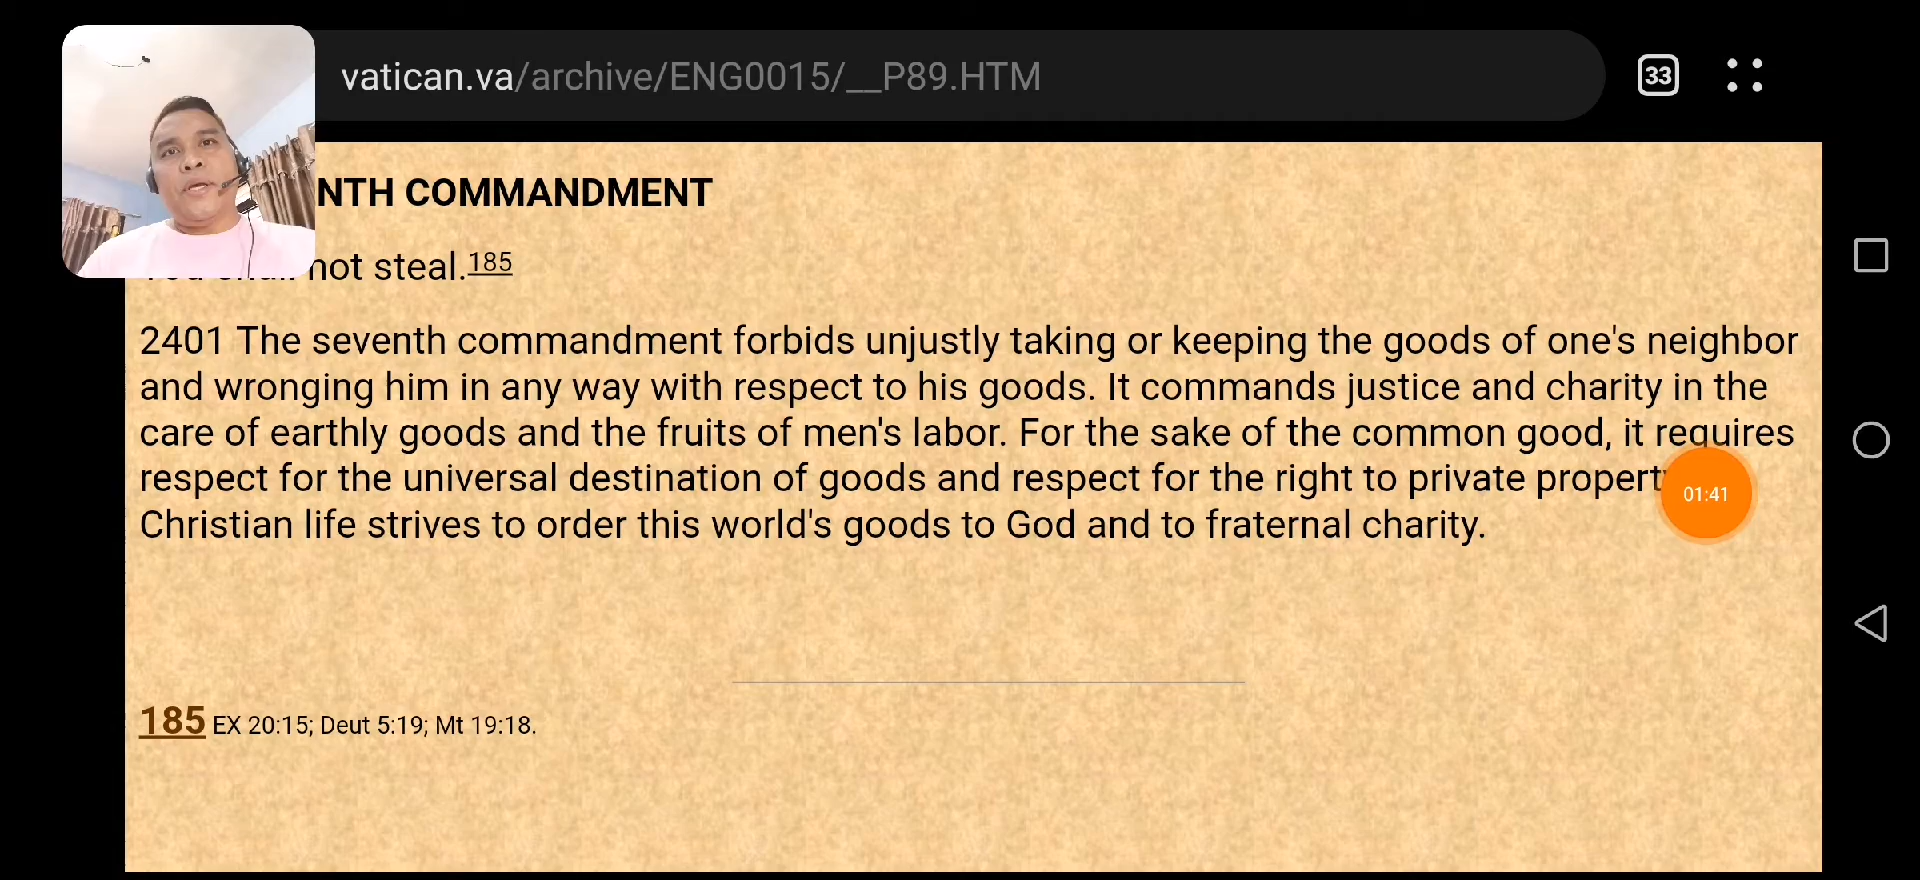 vatican.va/archive/ENG0015/__P89.HTM
33
NTH COMMANDMENT
not steal.185
2401 The seventh commandment forbids unjustly taking or keeping the goods of one's neighbor
and wronging him in any way with respect to his goods. It commands justice and charity in the
care of earthly goods and the fruits of men's labor. For the sake of the common good, it requires
respect for the universal destination of goods and respect for the right to private propert
01:41
Christian life strives to order this world's goods to God and to fraternal charity.
185 EX 20:15; Deut 5:19; Mt 19:18.